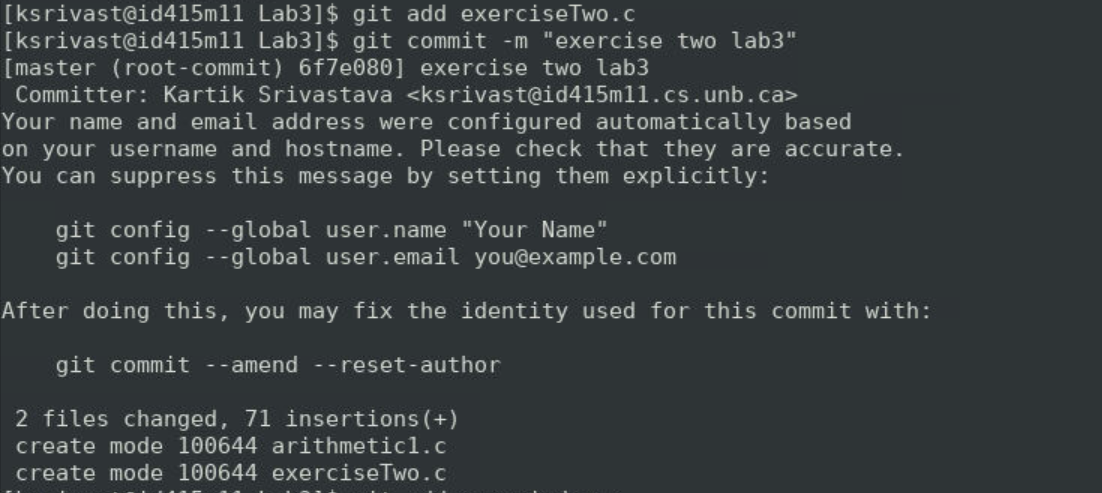 [ksrivast@id415m11 Lab3]$ git add exerciseTwo.c
[ksrivast@id415m11 Lab3]$ git commit -m "exercise two lab3"
[master (root-commit) 6f7e080] exercise two lab3
 Committer: Kartik Srivastava <ksrivast@id415m11.cs.unb.ca>
Your name and email address were configured automatically based
on your username and hostname. Please check that they are accurate.
You can suppress this message by setting them explicitly:

    git config --global user.name "Your Name"
    git config --global user.email you@example.com

After doing this, you may fix the identity used for this commit with:

    git commit --amend --reset-author

 2 files changed, 71 insertions(+)
 create mode 100644 arithmetic1.c
 create mode 100644 exerciseTwo.c